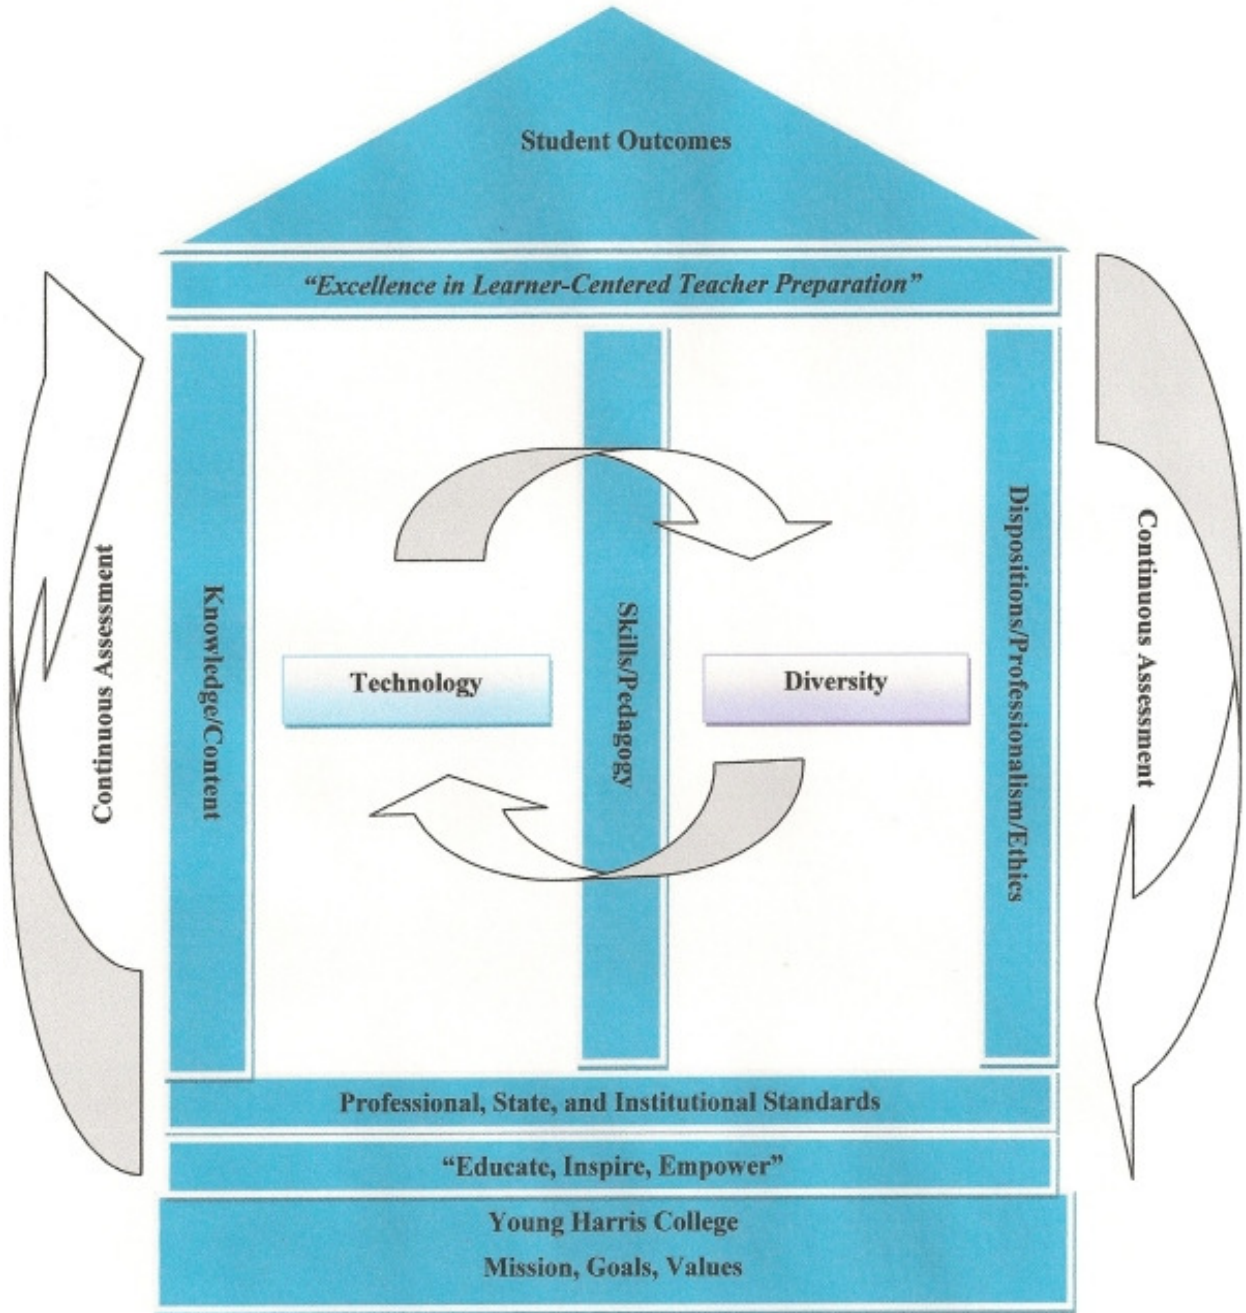 Student Outcomes
“Excellence in Learner-Centered Teacher Preparation”
Continuous Assessment
Knowledge/Content
Technology
Skills/Pedagogy
Diversity
Dispositions/Professionalism/Ethics
Continuous Assessment
Professional, State, and Institutional Standards
“Educate, Inspire, Empower”
Young Harris College
Mission, Goals, Values